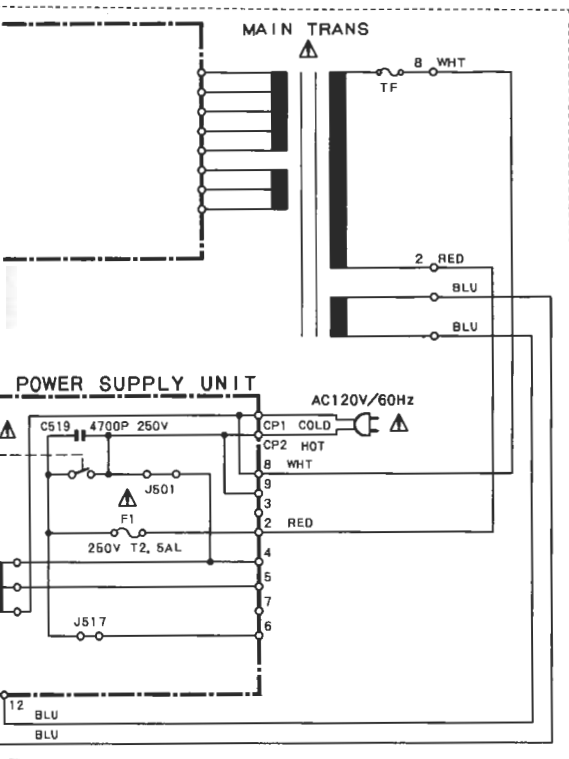 MAIN TRANS
8 WHT
TF
2 RED
BLU
BLU
POWER SUPPLY UNIT
AC120V/60Hz
C519 4700P 250V
CP1 COLD
CP2 HOT
8 WHT
J501
9
3
F1
2 RED
250V T2.5AL
4
5
7
J517
6
12
BLU
BLU